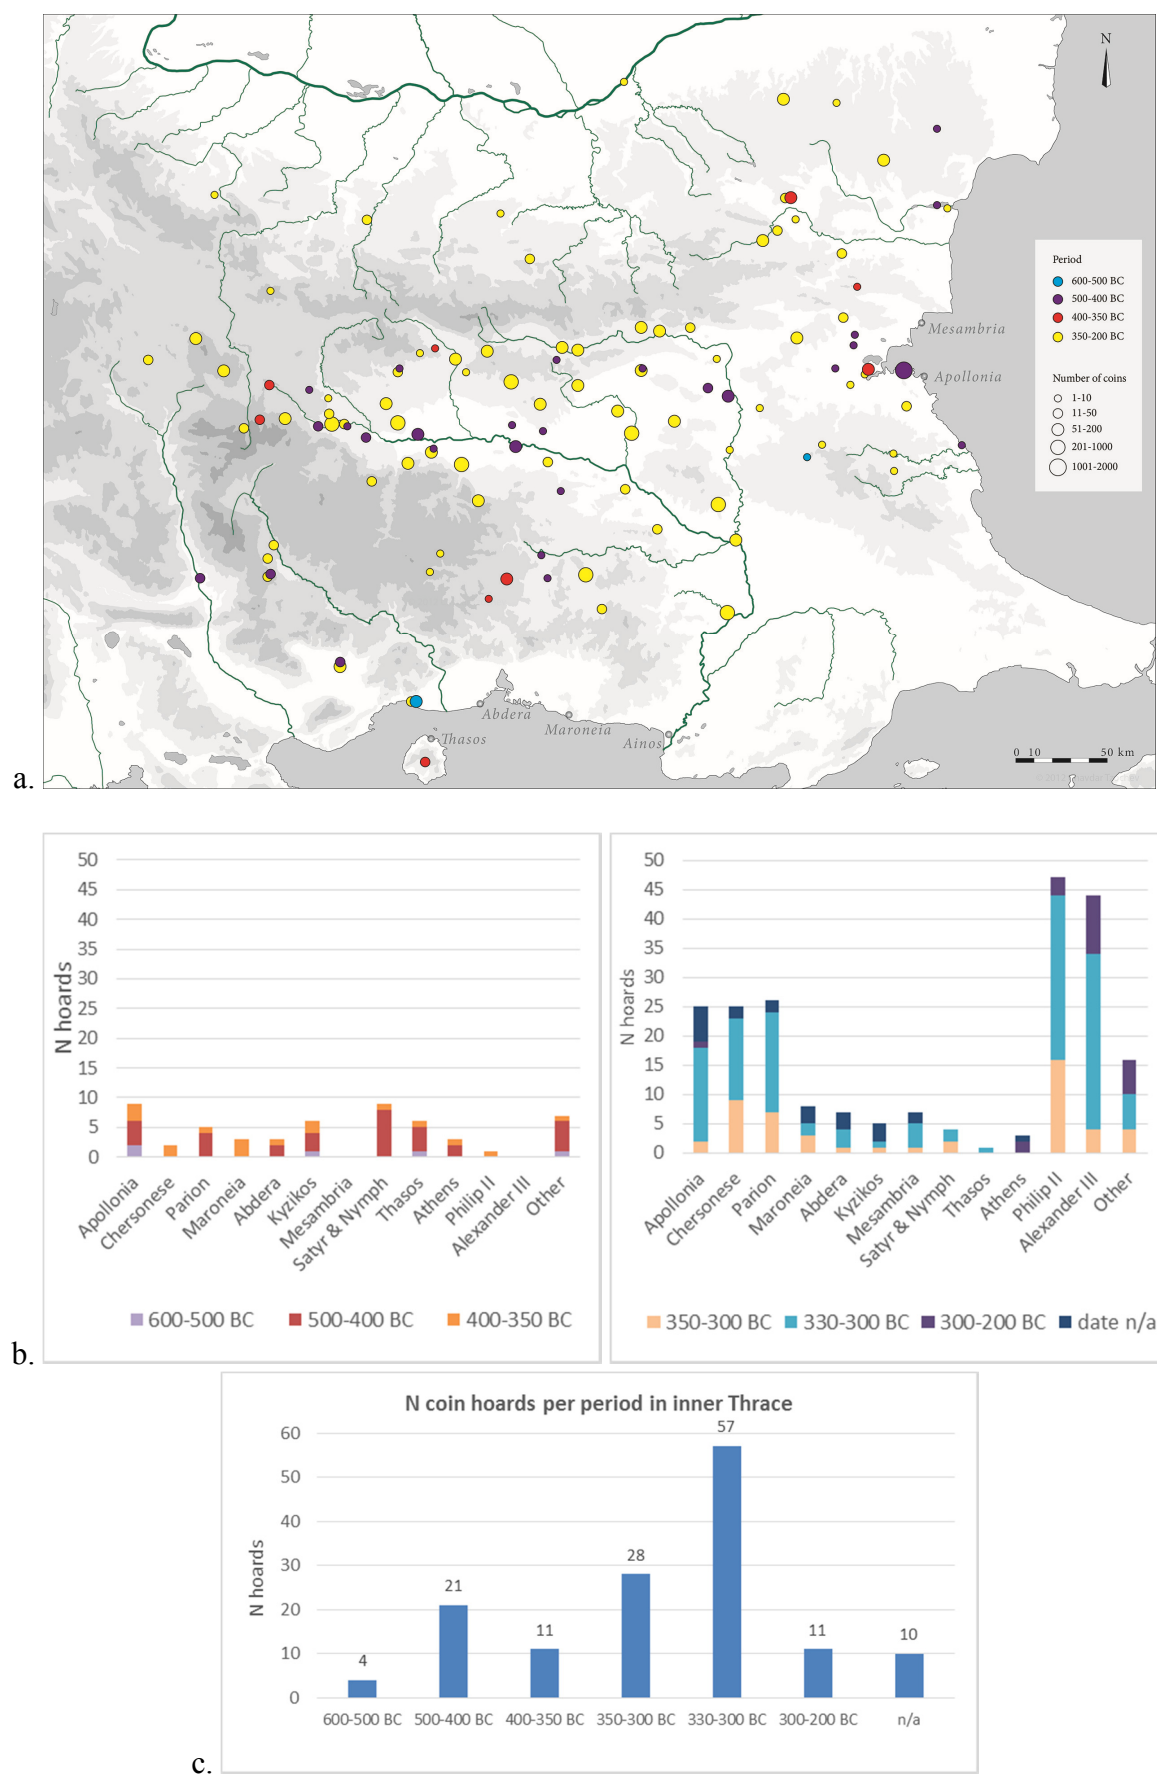 N
Period
600-500 BC
500-400 BC
400-350 BC
350-200 BC
Number of coins
1-10
11-50
51-200
201-1000
1001-2000
Mesambria
Apollonia
Abdera
Maroneia
Ainos
Thasos
0 10 50 km
a.
50
45
40
35
30
25
20
15
10
5
0
N hoards
Apollonia
Chersonese
Parion
Maroneia
Abdera
Kyzikos
Mesambria
Satyr & Nymph
Thasos
Athens
Philip II
Alexander III
Other
600-500 BC 500-400 BC 400-350 BC
50
45
40
35
30
25
20
15
10
5
0
N hoards
Apollonia
Chersonese
Parion
Maroneia
Abdera
Kyzikos
Mesambria
Satyr & Nymph
Thasos
Athens
Philip II
Alexander III
Other
350-300 BC 330-300 BC 300-200 BC date n/a
b.
N coin hoards per period in inner Thrace
60
50
40
30
20
10
0
N hoards
4
21
11
28
57
11
10
600-500 BC 500-400 BC 400-350 BC 350-300 BC 330-300 BC 300-200 BC n/a
c.